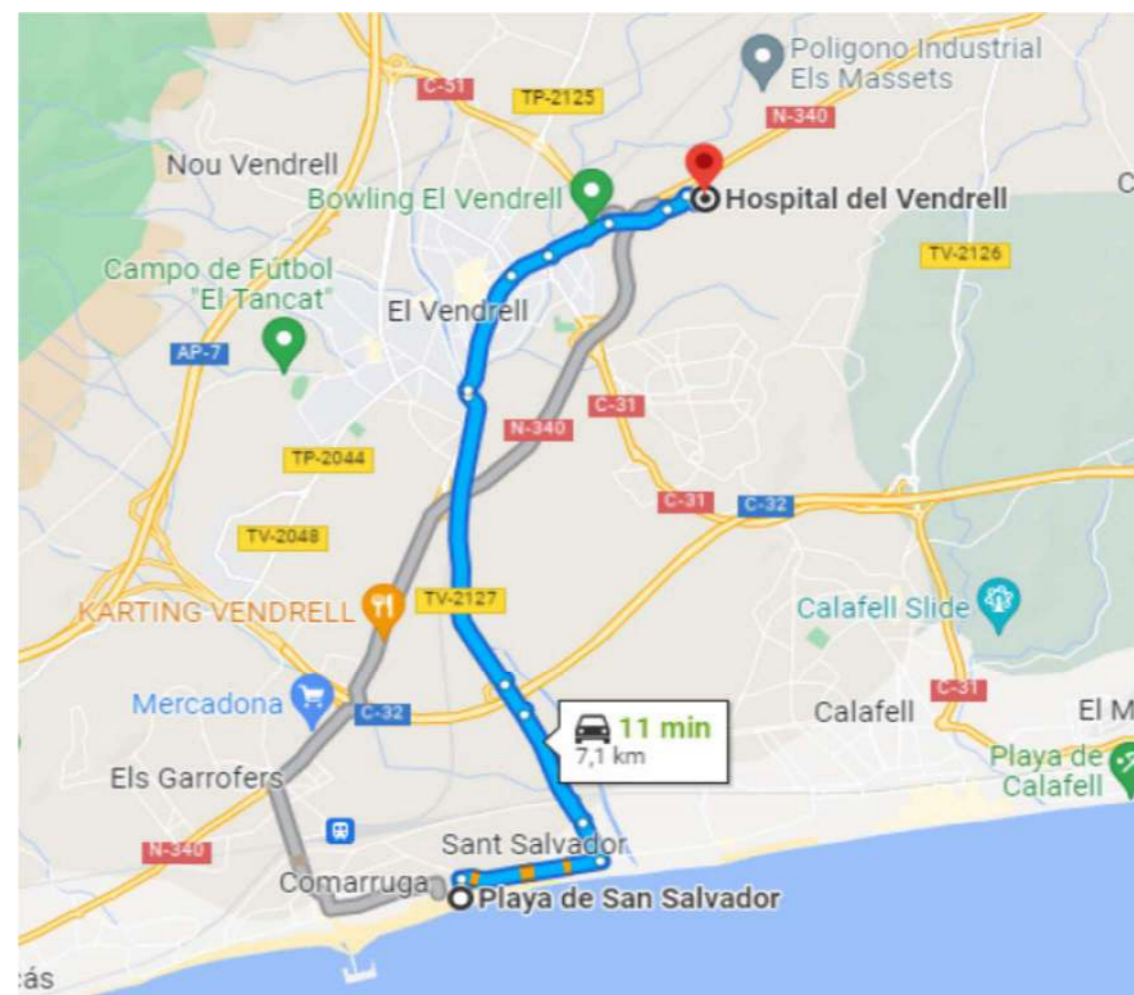 Poligono Industrial
Els Massets
C-51
TP-2125
N-340
Nou Vendrell
Bowling El Vendrell
Hospital del Vendrell
C
TV-2126
Campo de Fútbol
"El Tancat"
El Vendrell
AP-7
C-31
N-340
TP-2044
C-31
C-32
TV-2048
KARTING VENDRELL
TV-2127
Calafell Slide
C-31
Mercadona
C-32
Calafell
El M
11 min
7,1 km
Playa de
Calafell
Els Garrofers
Sant Salvador
N-340
Comarruga
Playa de San Salvador
ás